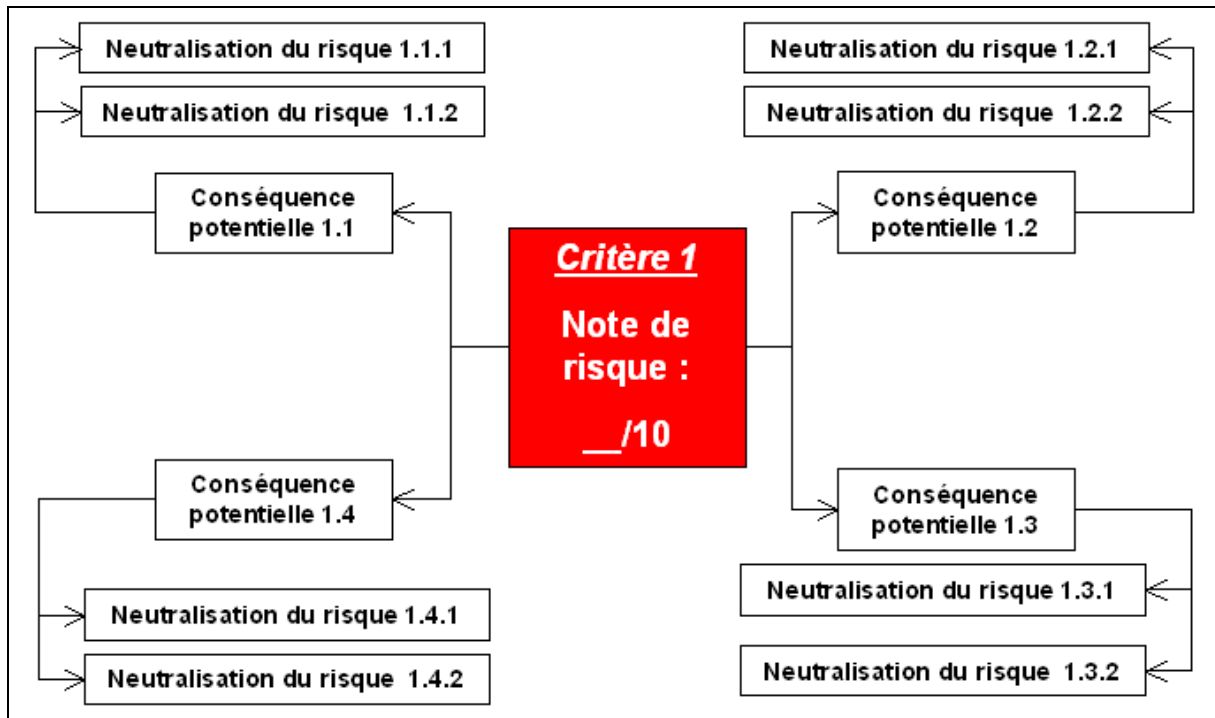 Neutralisation du risque 1.1.1
Neutralisation du risque 1.1.2
Conséquence
potentielle 1.1
Neutralisation du risque 1.2.1
Neutralisation du risque 1.2.2
Conséquence
potentielle 1.2
Critère 1
Note de
risque :
__/10
Conséquence
potentielle 1.4
Neutralisation du risque 1.4.1
Neutralisation du risque 1.4.2
Conséquence
potentielle 1.3
Neutralisation du risque 1.3.1
Neutralisation du risque 1.3.2